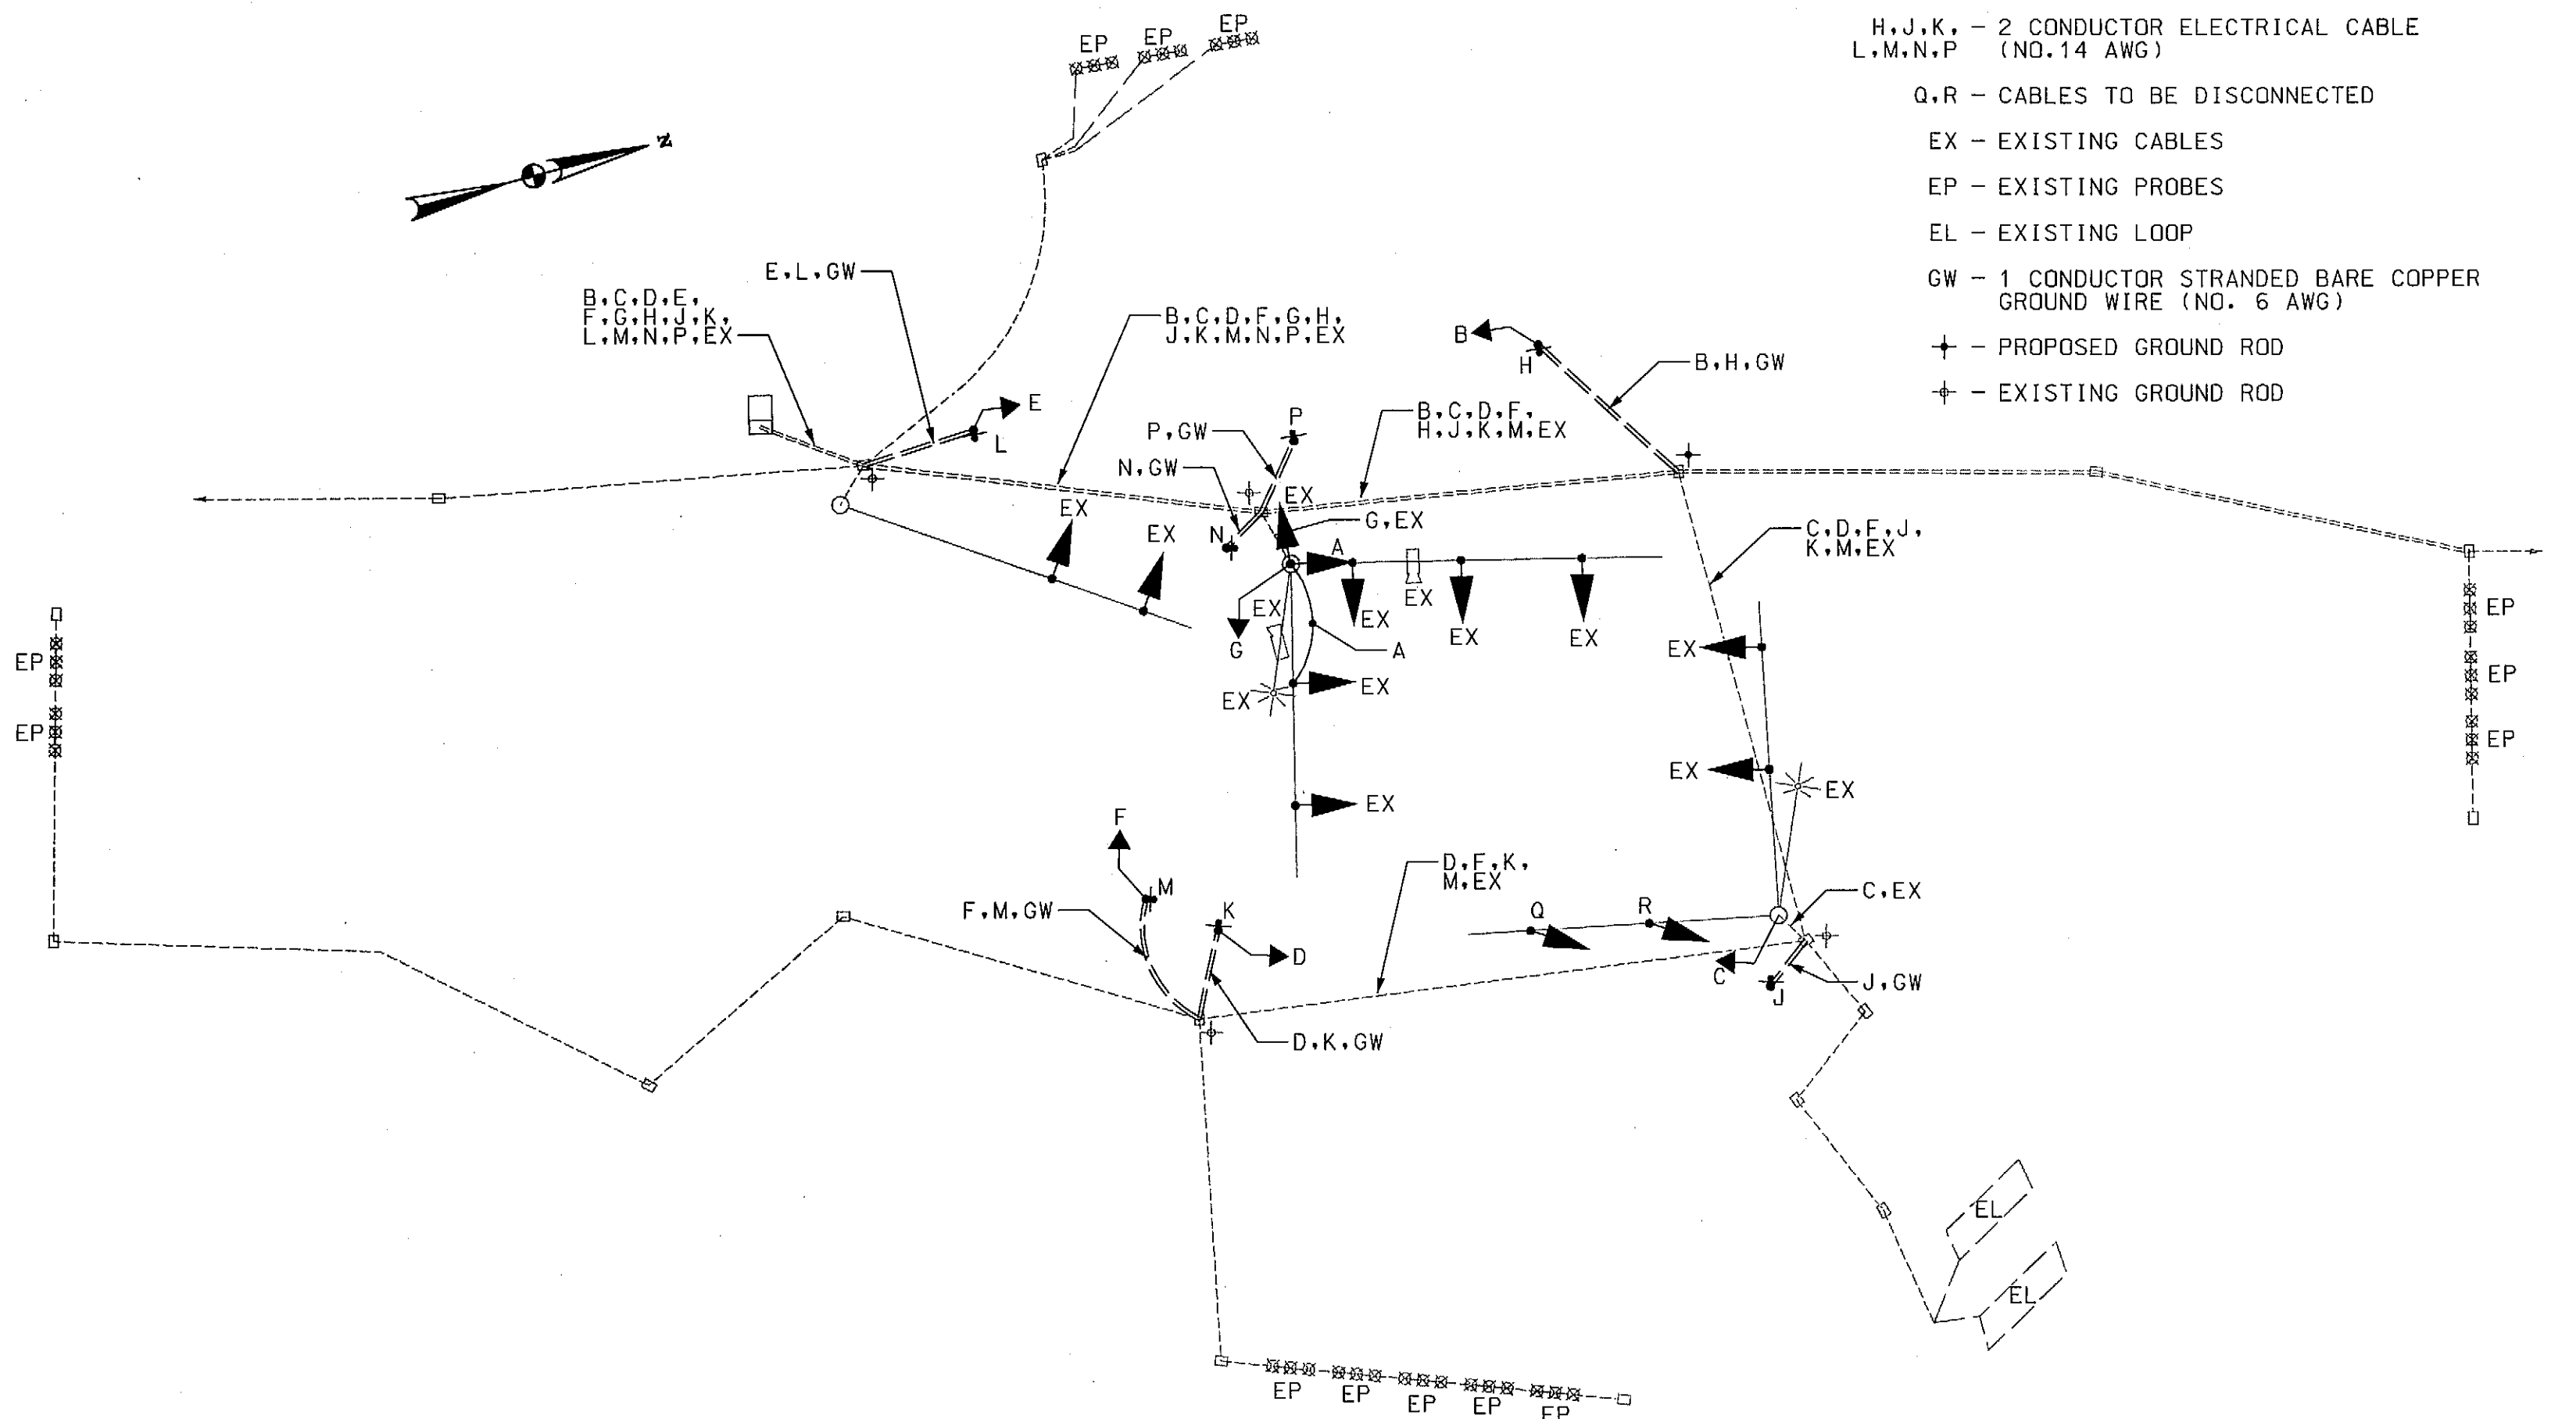 H,J,K, - 2 CONDUCTOR ELECTRICAL CABLE
L,M,N,P (NO.14 AWG)
Q,R - CABLES TO BE DISCONNECTED
EX - EXISTING CABLES
EP - EXISTING PROBES
EL - EXISTING LOOP
GW - 1 CONDUCTOR STRANDED BARE COPPER
GROUND WIRE (NO. 6 AWG)
- PROPOSED GROUND ROD
- EXISTING GROUND ROD
EP
EP
EP
N
E,L,GW
B,C,D,E,
F,G,H,J,K,
L,M,N,P,EX
B,C,D,F,G,H,
J,K,M,N,P,EX
B
H
B,H,GW
E
L
P
P,GW
N,GW
B,C,D,F,
H,J,K,M,EX
EX
EX
EX
N
G,EX
A
C,D,F,J,
K,M,EX
EX
G
EX
EX
EX
EX
A
EX
EX
EX
EX
EX
EX
EP
EP
EP
EP
EP
F
M
F,M,GW
K
D
D,F,K,
M,EX
Q
R
C,EX
C
J
J,GW
D,K,GW
EL
EL
EP
EP
EP
EP
EP